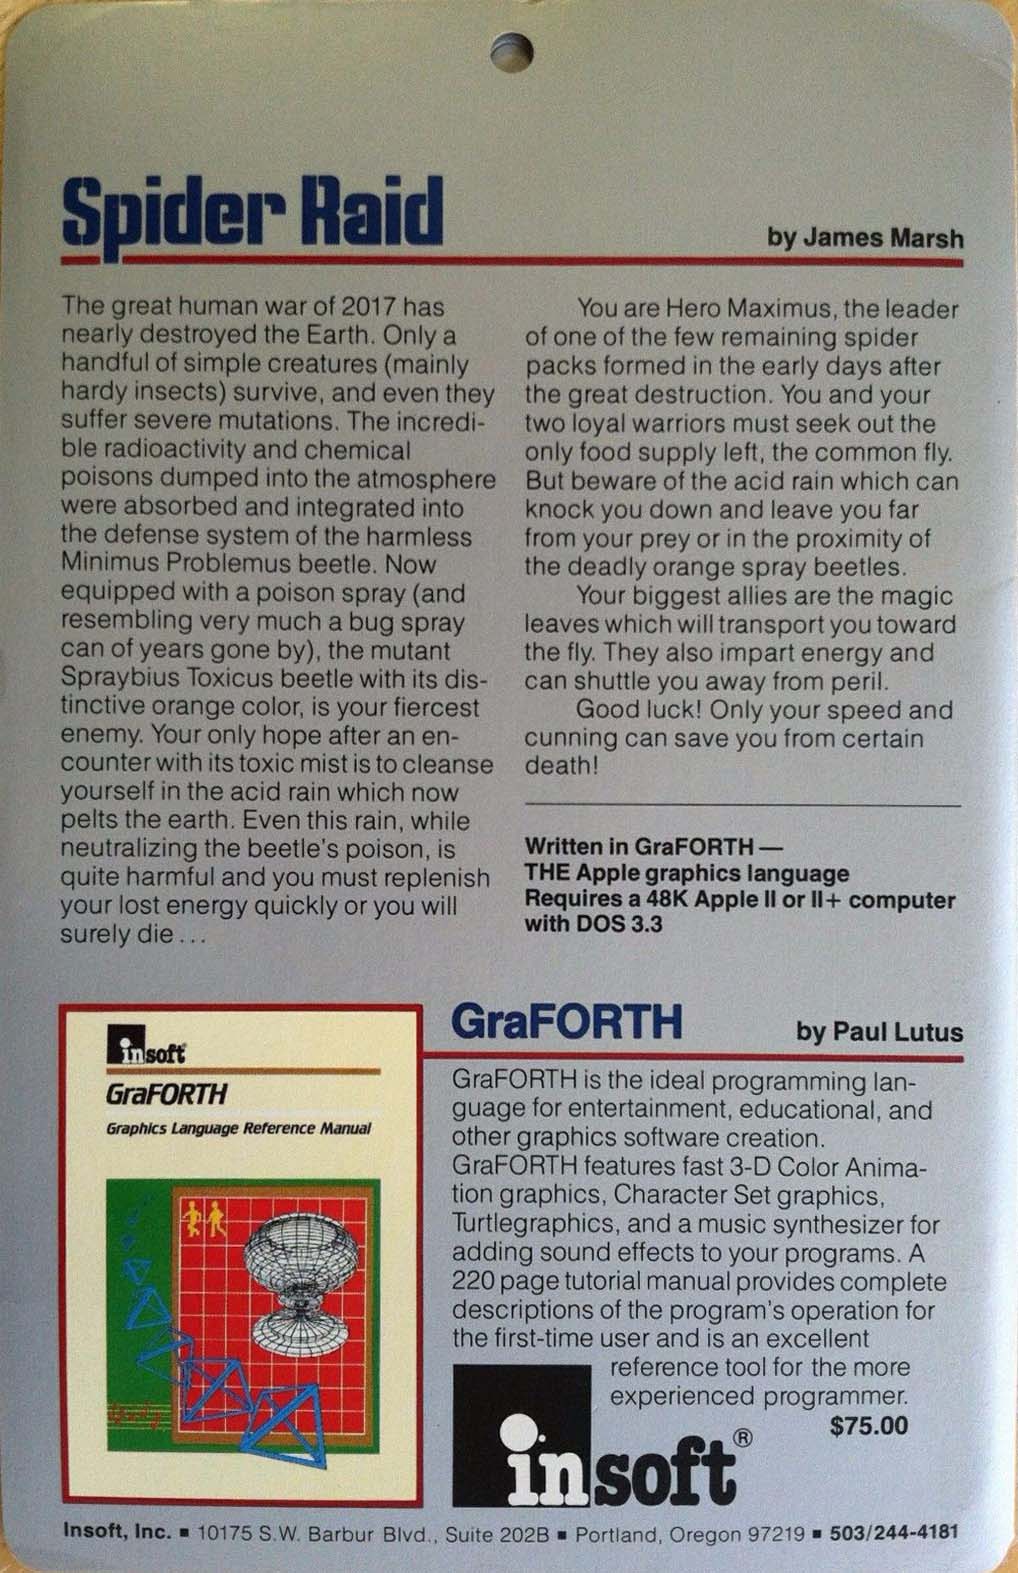 Spider Raid
by James Marsh
The great human war of 2017 has
nearly destroyed the Earth. Only a
handful of simple creatures (mainly
hardy insects) survive, and even they
suffer severe mutations. The incredi-
ble radioactivity and chemical
poisons dumped into the atmosphere
were absorbed and integrated into
the defense system of the harmless
Minimus Problemus beetle. Now
equipped with a poison spray (and
resembling very much a bug spray
can of years gone by), the mutant
Spraybius Toxicus beetle with its dis-
tinctive orange color, is your fiercest
enemy. Your only hope after an en-
counter with its toxic mist is to cleanse
yourself in the acid rain which now
pelts the earth. Even this rain, while
neutralizing the beetle's poison, is
quite harmful and you must replenish
your lost energy quickly or you will
surely die...
You are Hero Maximus, the leader
of one of the few remaining spider
packs formed in the early days after
the great destruction. You and your
two loyal warriors must seek out the
only food supply left, the common fly.
But beware of the acid rain which can
knock you down and leave you far
from your prey or in the proximity of
the deadly orange spray beetles.
Your biggest allies are the magic
leaves which will transport you toward
the fly. They also impart energy and
can shuttle you away from peril.
Good luck! Only your speed and
cunning can save you from certain
death!
Written in GraFORTH —
THE Apple graphics language
Requires a 48K Apple II or II+ computer
with DOS 3.3
insoft
GraFORTH
Graphics Language Reference Manual
GraFORTH
by Paul Lutus
GraFORTH is the ideal programming lan-
guage for entertainment, educational, and
other graphics software creation.
GraFORTH features fast 3-D Color Anima-
tion graphics, Character Set graphics,
Turtlegraphics, and a music synthesizer for
adding sound effects to your programs. A
220 page tutorial manual provides complete
descriptions of the program's operation for
the first-time user and is an excellent
reference tool for the more
experienced programmer.
$75.00
insoft®
Insoft, Inc. ■ 10175 S.W. Barbur Blvd., Suite 202B ■ Portland, Oregon 97219 ■ 503/244-4181